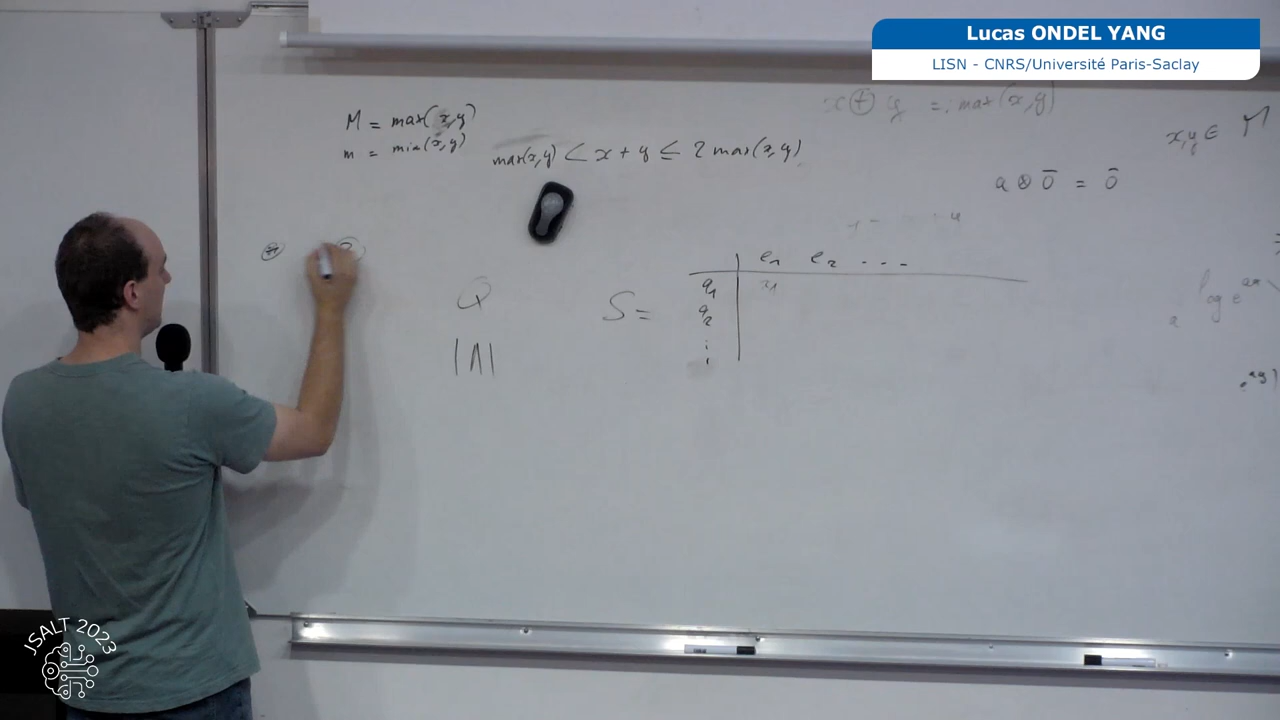 Lucas ONDEL YANG
LISN - CNRS/Université Paris-Saclay
x ⊕ y = max(x,y)
x,y ∈ M
M = max(x,y)
m = min(x,y)
max(x,y) < x + y ≤ 2 max(x,y)
a ⊗ 0̄ = 0̄
e₁ e₂ ...
S =
q₁
q₂
Q
|Λ|
log e
JSALT 2023